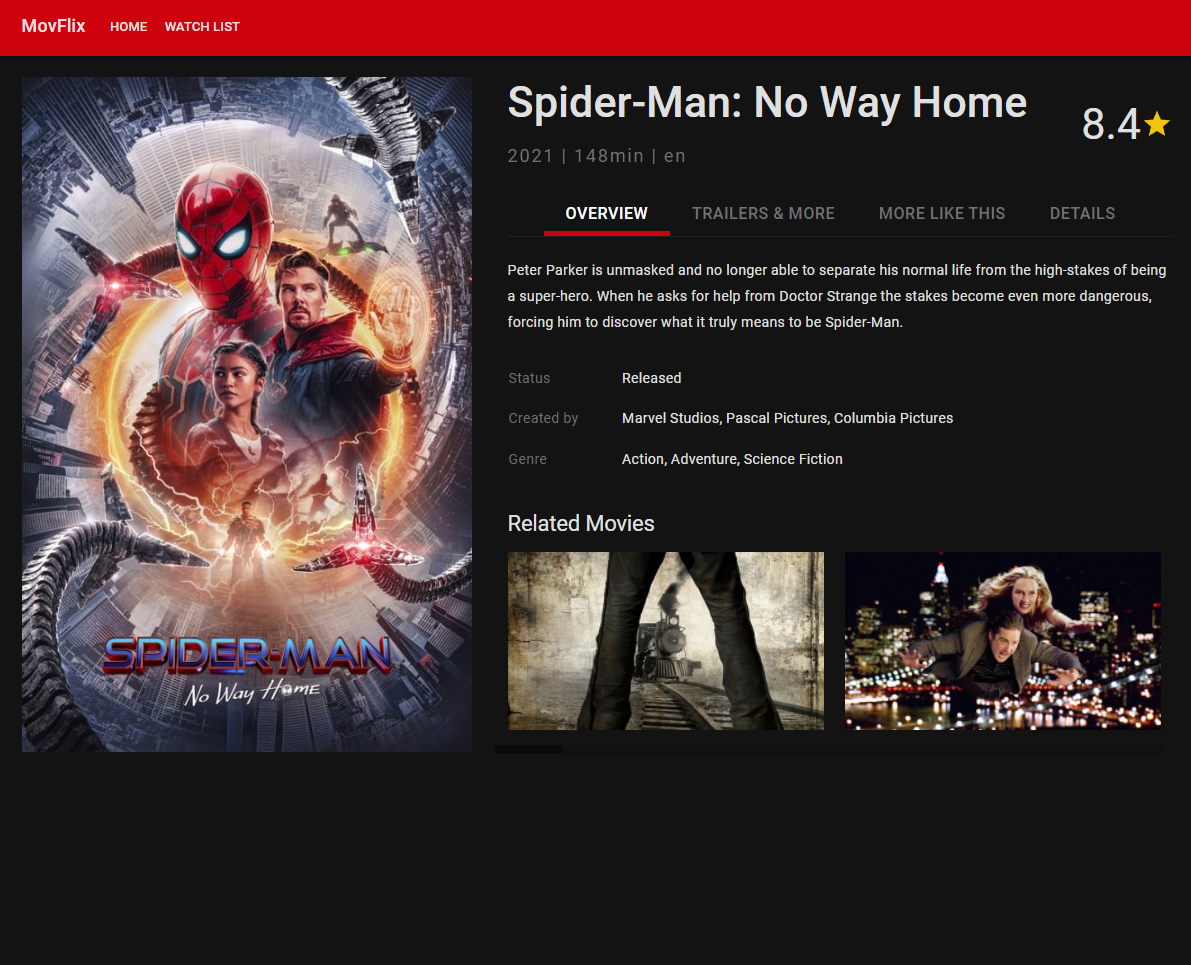 MovFlix HOME WATCH LIST
Spider-Man: No Way Home
8.4
2021 | 148min | en
OVERVIEW TRAILERS & MORE MORE LIKE THIS DETAILS
Peter Parker is unmasked and no longer able to separate his normal life from the high-stakes of being
a super-hero. When he asks for help from Doctor Strange the stakes become even more dangerous,
forcing him to discover what it truly means to be Spider-Man.
Status Released
Created by Marvel Studios, Pascal Pictures, Columbia Pictures
Genre Action, Adventure, Science Fiction
Related Movies
SPIDER-MAN
No Way Home